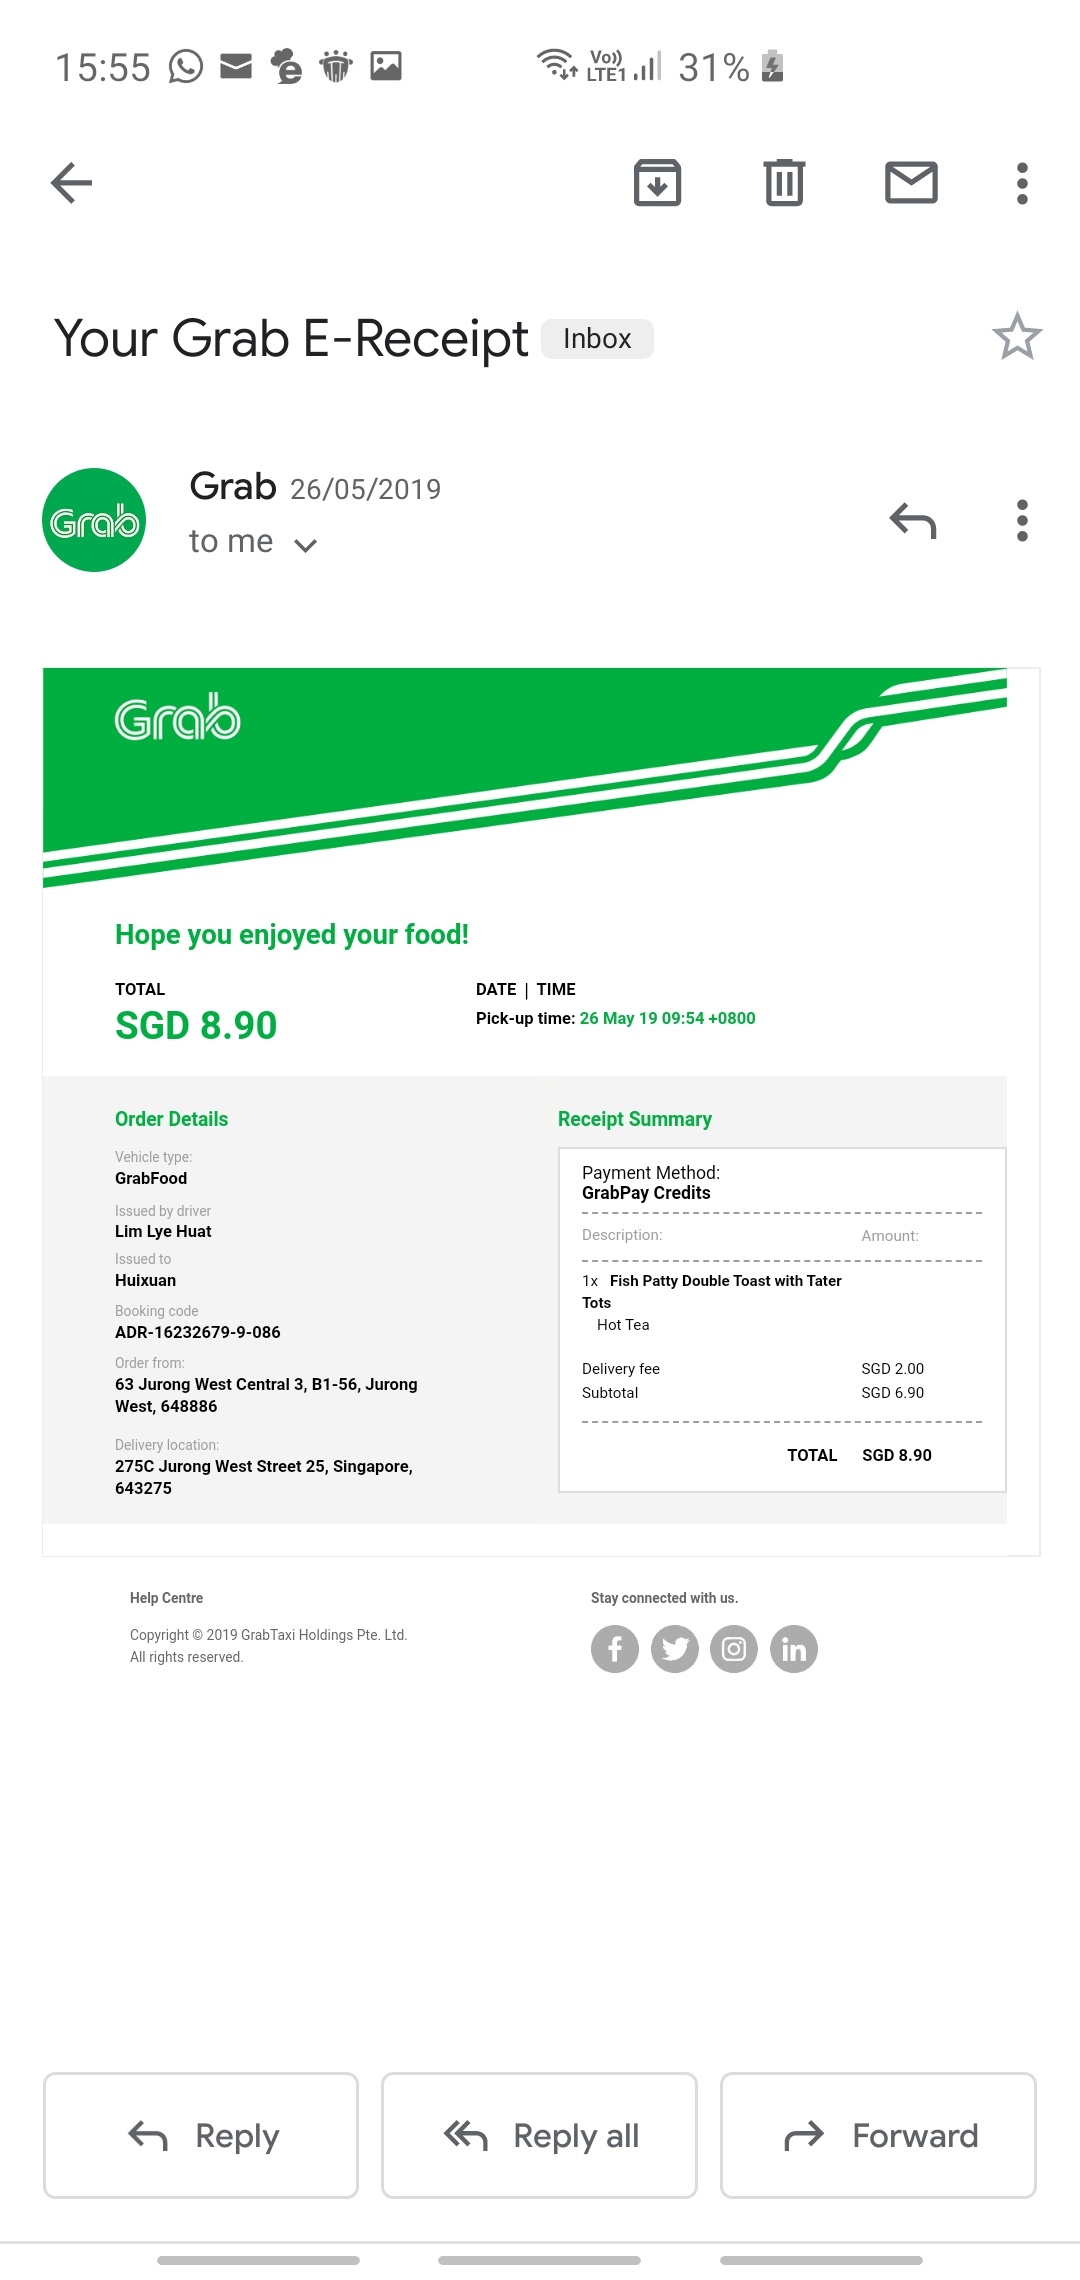 15:55 Vo)) LTE1 31%
Your Grab E-Receipt Inbox
Grab
Grab 26/05/2019
to me
Grab
Hope you enjoyed your food!
TOTAL
SGD 8.90
DATE | TIME
Pick-up time: 26 May 19 09:54 +0800
Order Details
Vehicle type:
GrabFood
Issued by driver
Lim Lye Huat
Issued to
Huixuan
Booking code
ADR-16232679-9-086
Order from:
63 Jurong West Central 3, B1-56, Jurong
West, 648886
Delivery location:
275C Jurong West Street 25, Singapore,
643275
Receipt Summary
Payment Method:
GrabPay Credits
Description: Amount:
1x Fish Patty Double Toast with Tater
Tots
Hot Tea
Delivery fee SGD 2.00
Subtotal SGD 6.90
TOTAL SGD 8.90
Help Centre
Copyright © 2019 GrabTaxi Holdings Pte. Ltd.
All rights reserved.
Stay connected with us.
Reply Reply all Forward